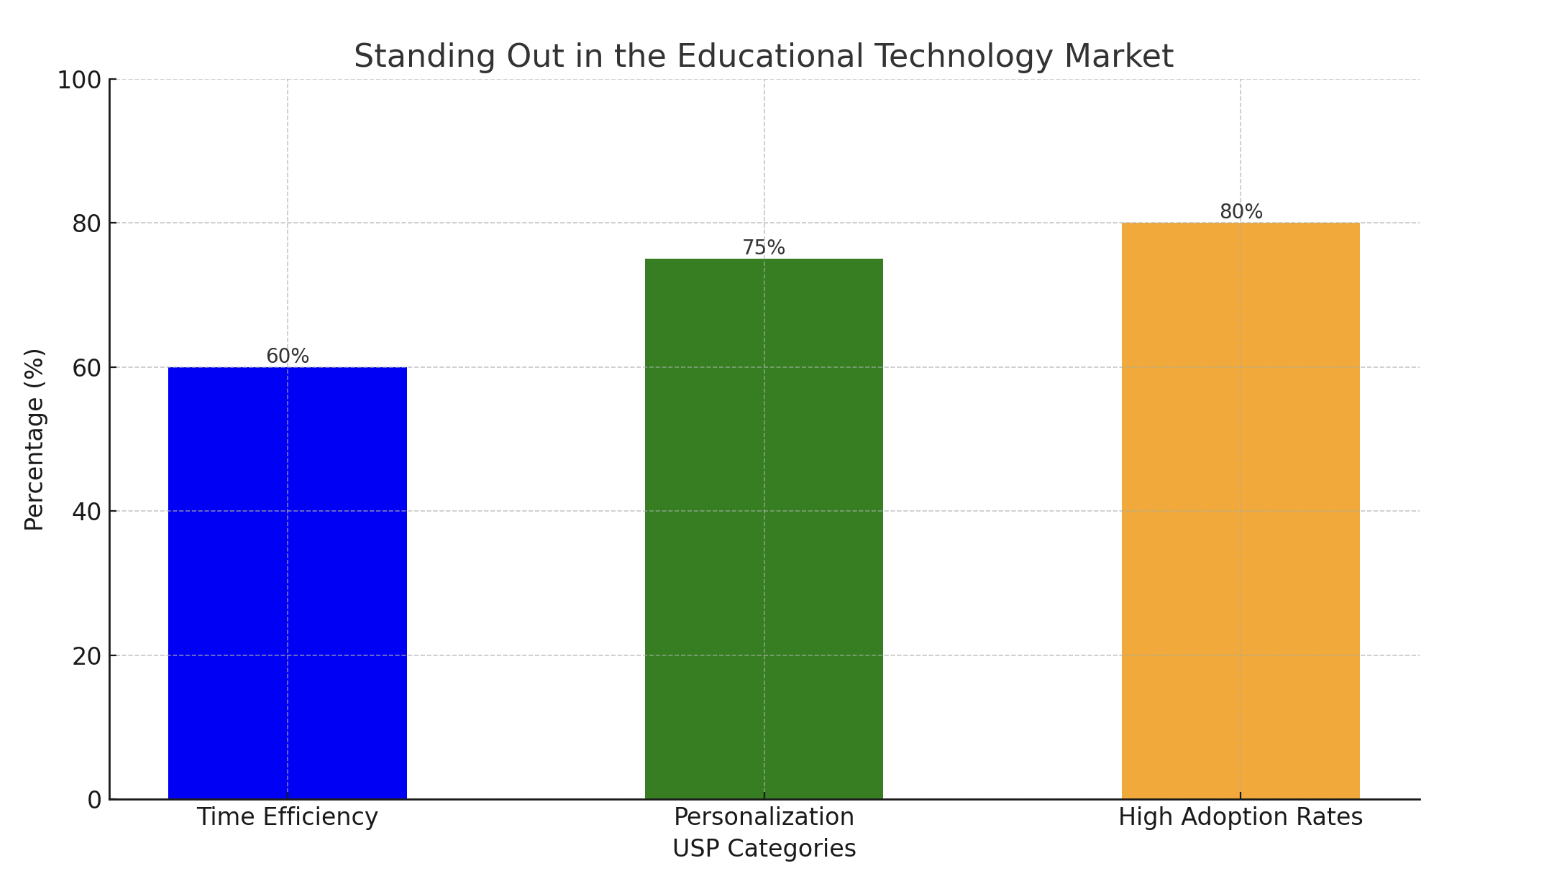 Standing Out in the Educational Technology Market
Percentage (%)
100
80
60
40
20
0
60%
75%
80%
Time Efficiency
Personalization
High Adoption Rates
USP Categories